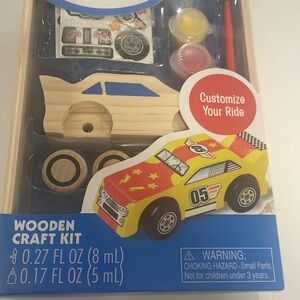 Customize
Your Ride
05
05
WOODEN
CRAFT KIT
0.27 FL OZ (8 mL)
0.17 FL OZ (5 mL)
WARNING:
CHOKING HAZARD - Small Parts
Not for children under 3 years.